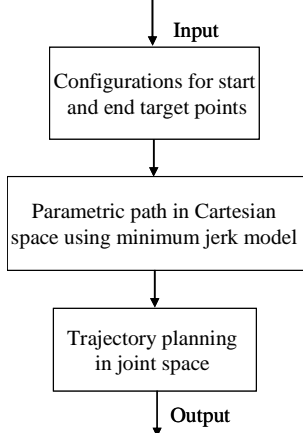 Input
Configurations for start
and end target points
Parametric path in Cartesian
space using minimum jerk model
Trajectory planning
in joint space
Output